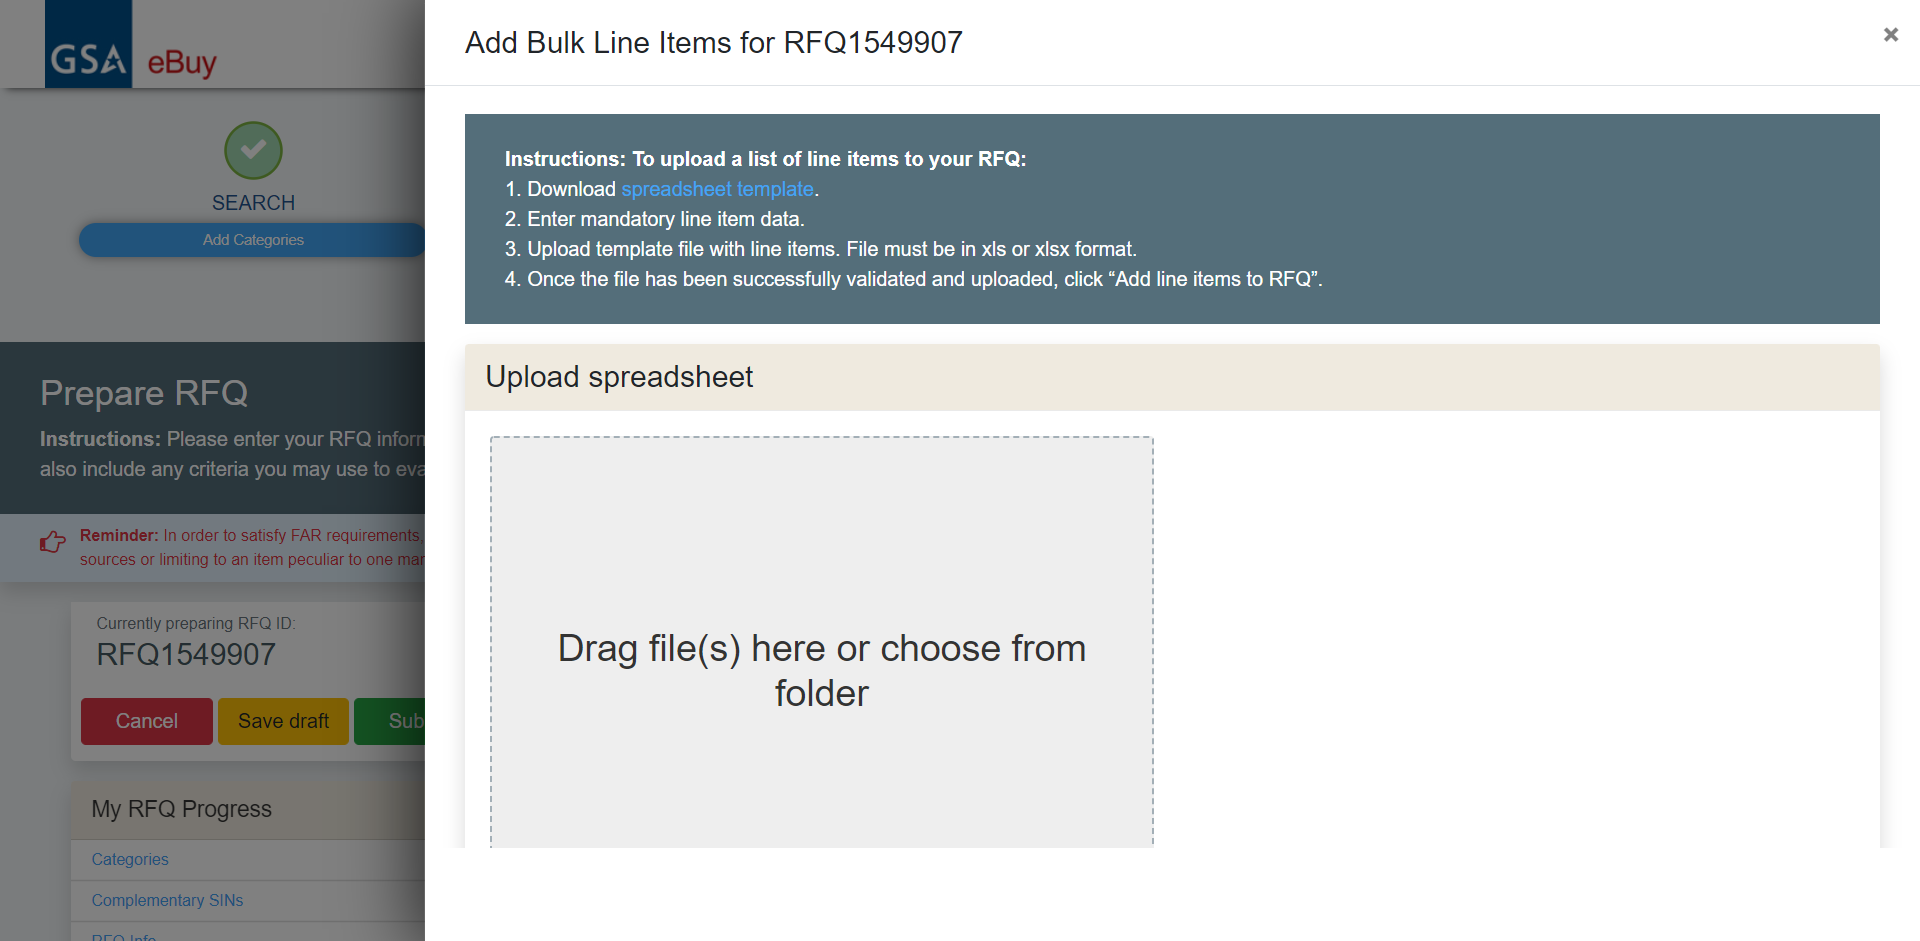 GSA eBuy
SEARCH
Add Categories
Prepare RFQ
Instructions: Please enter your RFQ inform
also include any criteria you may use to eva
Reminder: In order to satisfy FAR requirements,
sources or limiting to an item peculiar to one man
Currently preparing RFQ ID:
RFQ1549907
Cancel
Save draft
Sub
My RFQ Progress
Categories
Complementary SINs
RFQ Info
Add Bulk Line Items for RFQ1549907
×
Instructions: To upload a list of line items to your RFQ:
1. Download spreadsheet template.
2. Enter mandatory line item data.
3. Upload template file with line items. File must be in xls or xlsx format.
4. Once the file has been successfully validated and uploaded, click “Add line items to RFQ”.
Upload spreadsheet
Drag file(s) here or choose from
folder